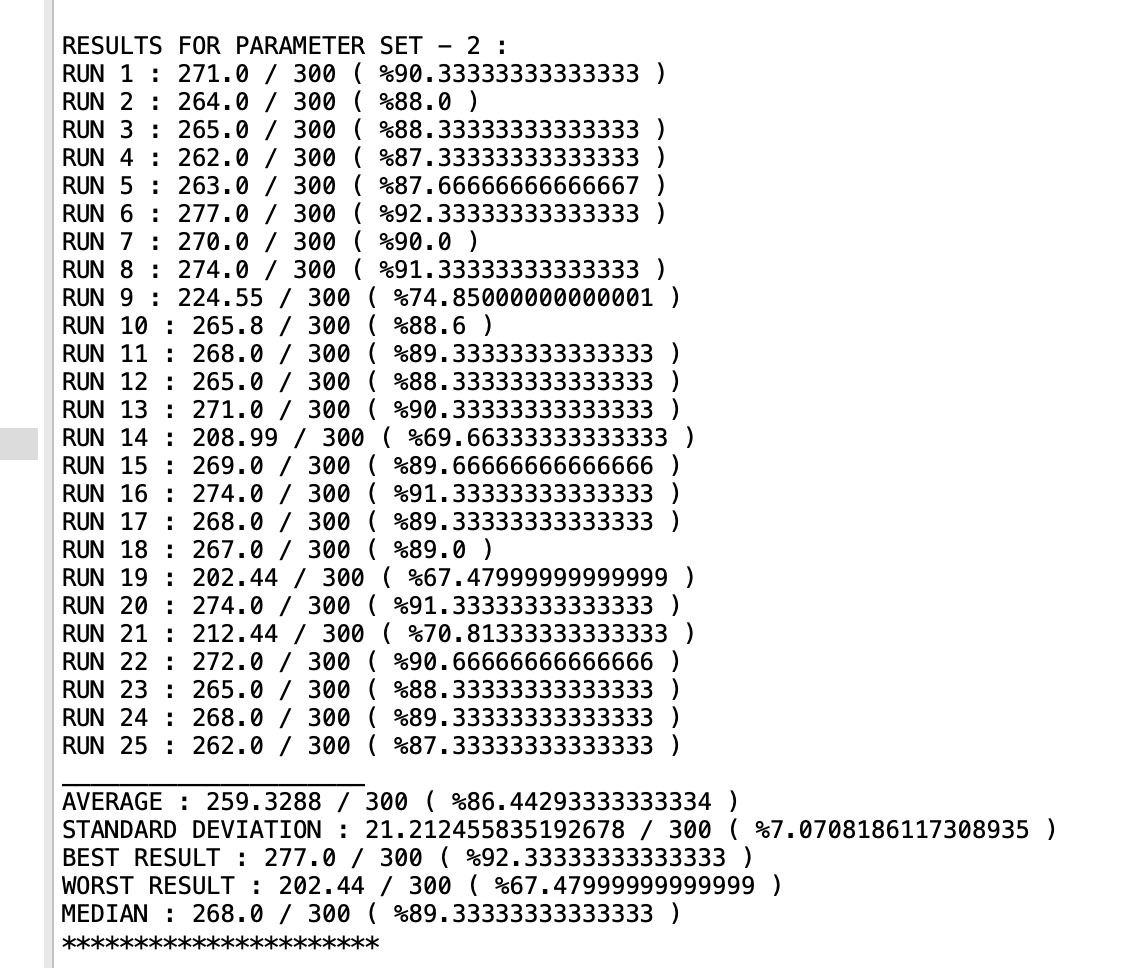 RESULTS FOR PARAMETER SET - 2 :
RUN 1 : 271.0 / 300 ( %90.33333333333333 )
RUN 2 : 264.0 / 300 ( %88.0 )
RUN 3 : 265.0 / 300 ( %88.33333333333333 )
RUN 4 : 262.0 / 300 ( %87.33333333333333 )
RUN 5 : 263.0 / 300 ( %87.66666666666667 )
RUN 6 : 277.0 / 300 ( %92.33333333333333 )
RUN 7 : 270.0 / 300 ( %90.0 )
RUN 8 : 274.0 / 300 ( %91.33333333333333 )
RUN 9 : 224.55 / 300 ( %74.85000000000001 )
RUN 10 : 265.8 / 300 ( %88.6 )
RUN 11 : 268.0 / 300 ( %89.33333333333333 )
RUN 12 : 265.0 / 300 ( %88.33333333333333 )
RUN 13 : 271.0 / 300 ( %90.33333333333333 )
RUN 14 : 208.99 / 300 ( %69.66333333333333 )
RUN 15 : 269.0 / 300 ( %89.66666666666666 )
RUN 16 : 274.0 / 300 ( %91.33333333333333 )
RUN 17 : 268.0 / 300 ( %89.33333333333333 )
RUN 18 : 267.0 / 300 ( %89.0 )
RUN 19 : 202.44 / 300 ( %67.47999999999999 )
RUN 20 : 274.0 / 300 ( %91.33333333333333 )
RUN 21 : 212.44 / 300 ( %70.81333333333333 )
RUN 22 : 272.0 / 300 ( %90.66666666666666 )
RUN 23 : 265.0 / 300 ( %88.33333333333333 )
RUN 24 : 268.0 / 300 ( %89.33333333333333 )
RUN 25 : 262.0 / 300 ( %87.33333333333333 )
_____________________
AVERAGE : 259.3288 / 300 ( %86.44293333333334 )
STANDARD DEVIATION : 21.212455835192678 / 300 ( %7.0708186117308935 )
BEST RESULT : 277.0 / 300 ( %92.33333333333333 )
WORST RESULT : 202.44 / 300 ( %67.47999999999999 )
MEDIAN : 268.0 / 300 ( %89.33333333333333 )
**********************